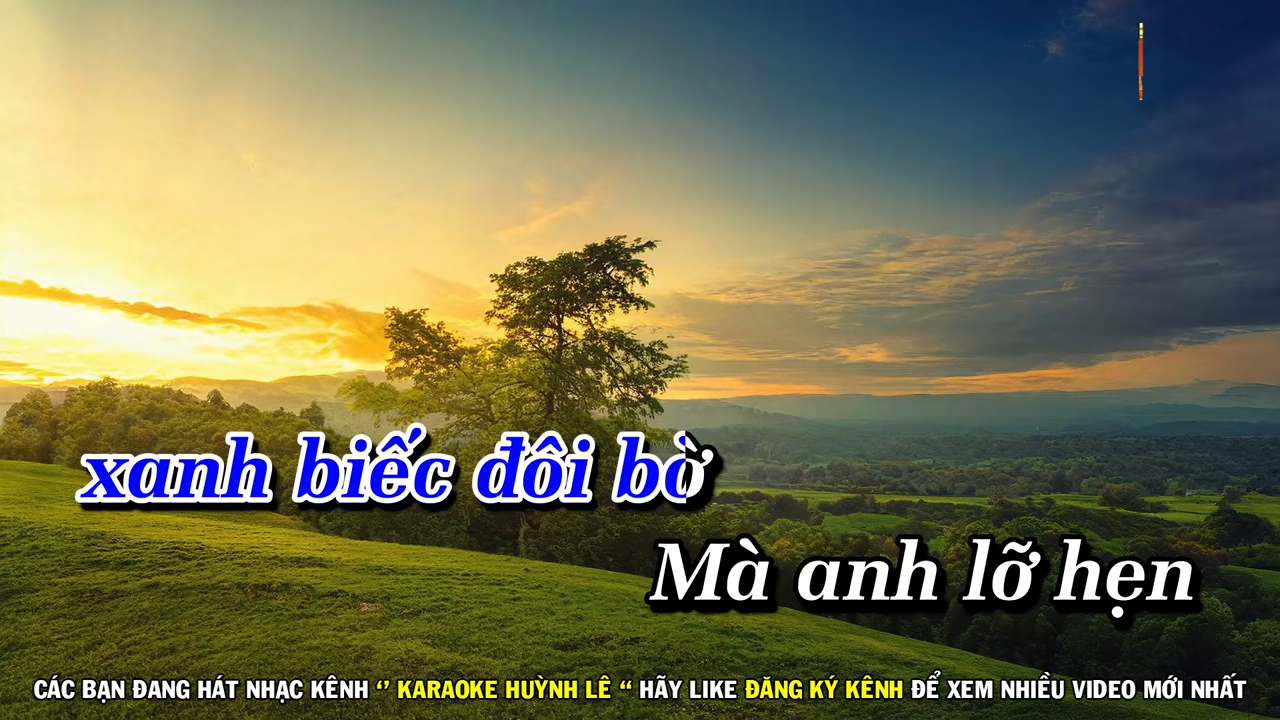 xanh biếc đôi bờ
Mà anh lỡ hẹn
CÁC BẠN ĐANG HÁT NHẠC KÊNH ‘’ KARAOKE HUỲNH LÊ “ HÃY LIKE ĐĂNG KÝ KÊNH ĐỂ XEM NHIỀU VIDEO MỚI NHẤT